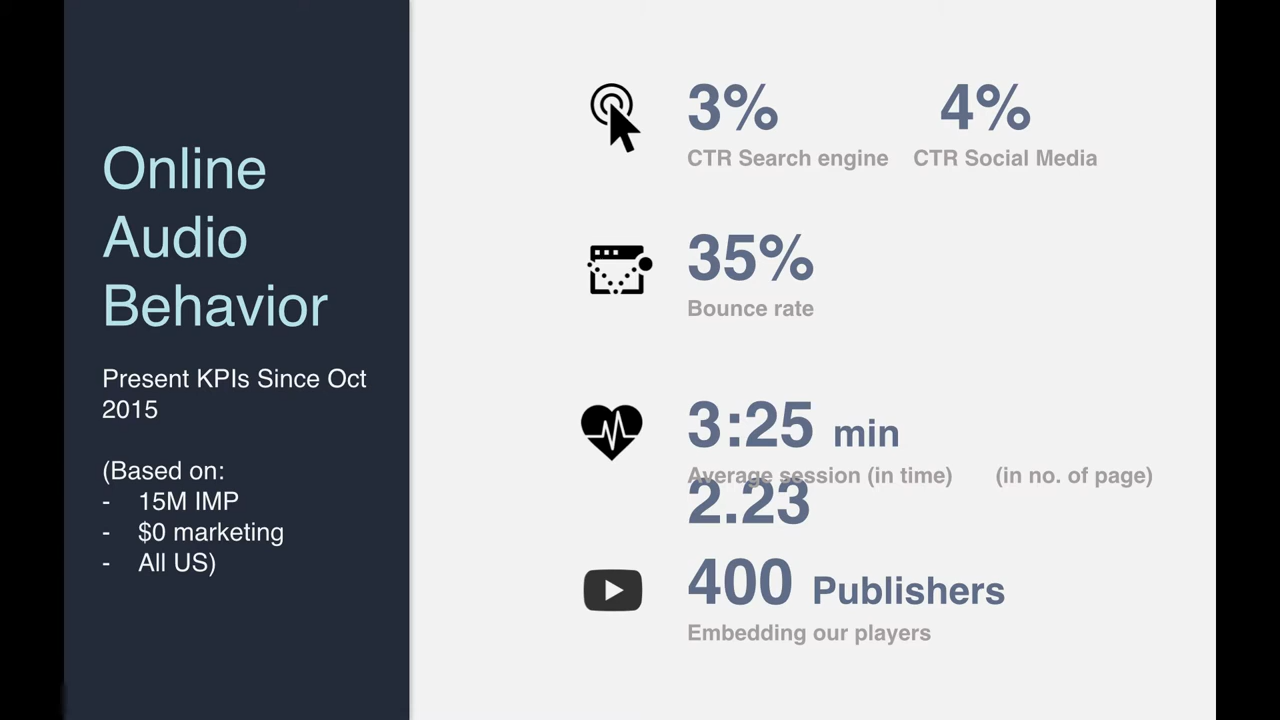 Online
Audio
Behavior
Present KPIs Since Oct
2015
(Based on:
- 15M IMP
- $0 marketing
- All US)
3% 4%
CTR Search engine CTR Social Media
35%
Bounce rate
3:25 min
Average session (in time) (in no. of page)
2.23
400 Publishers
Embedding our players